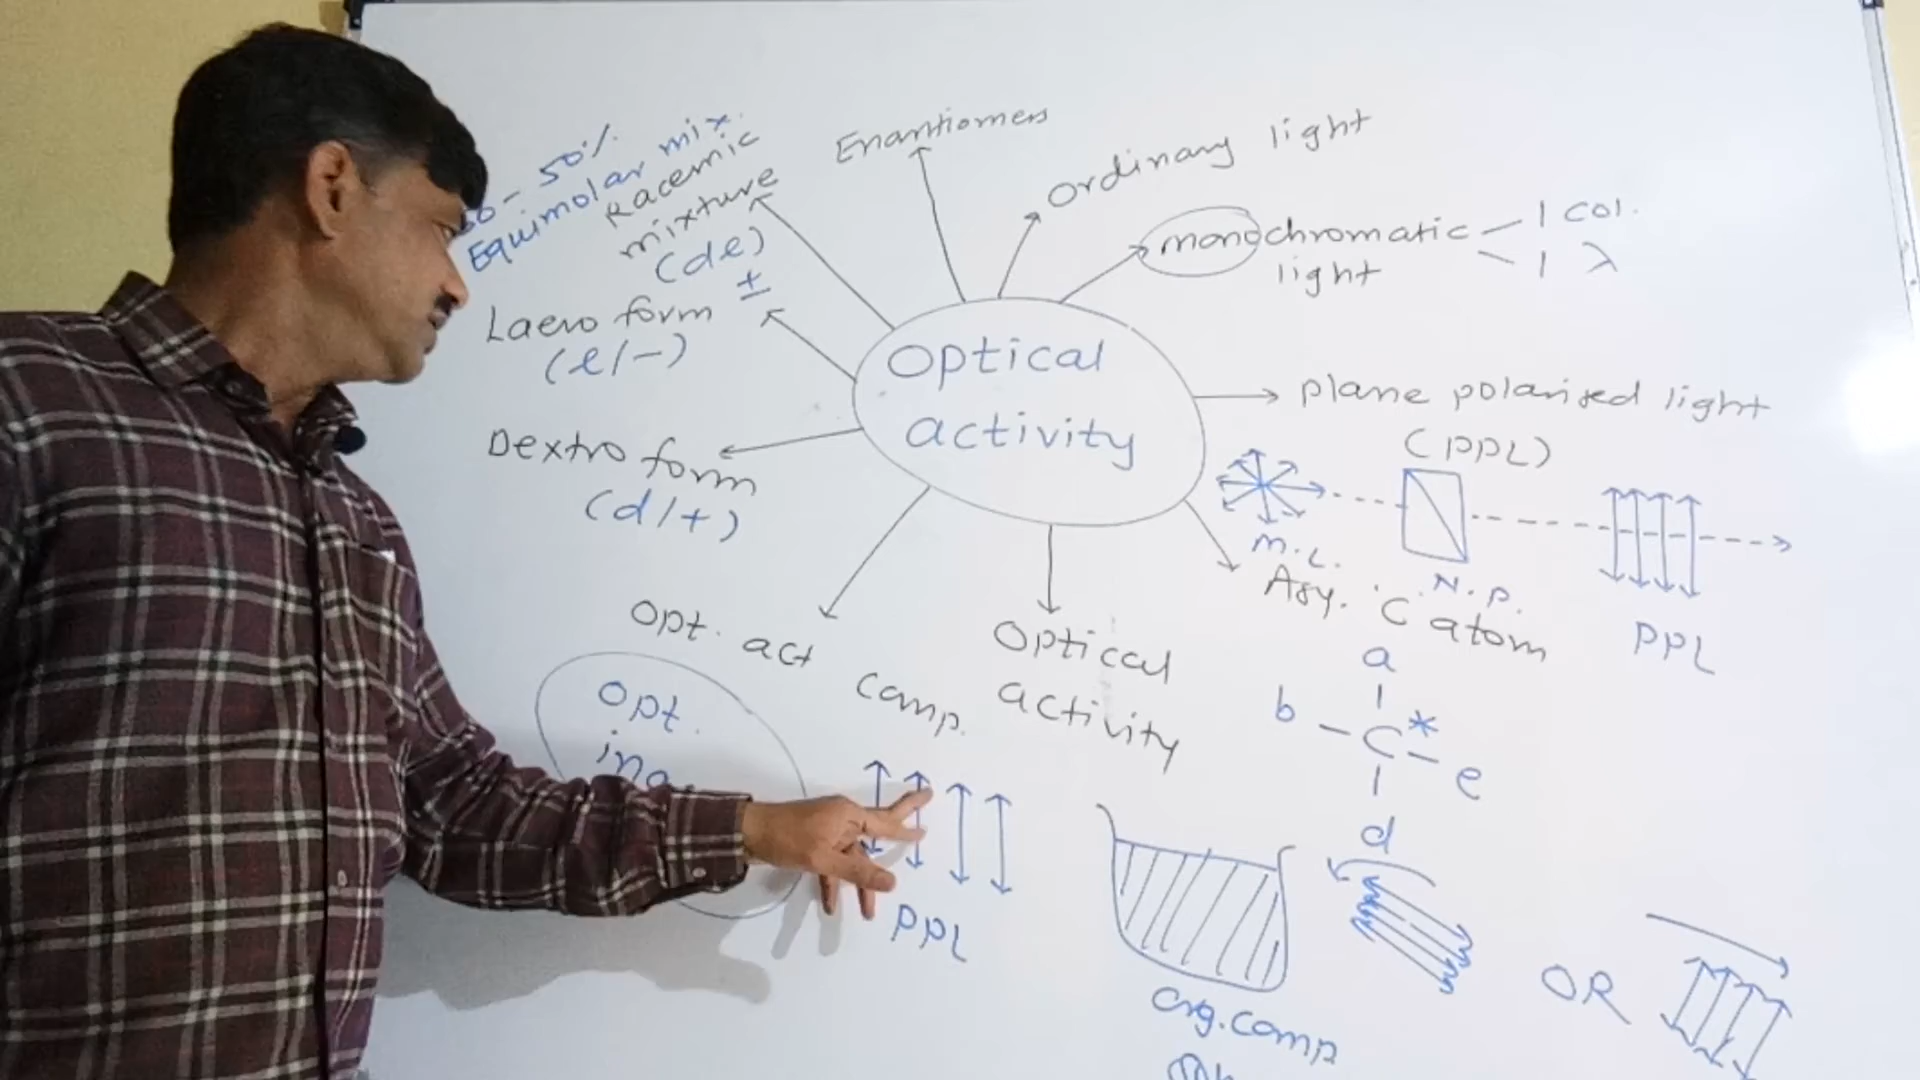 Optical
activity
Enantiomers
Ordinary light
monochromatic
light
1 col.
1 λ
plane polarised light
(PPL)
M.L.
N.P.
PPL
Asy. 'C' atom
a
b
C*
e
d
Optical
activity
Opt. act comp.
Opt.
PPL
org. comp
OR
Dextro form
(d/+)
Laevo form
(l/-)
50%
Equimolar mix.
Racemic
mixture
(dl)
±